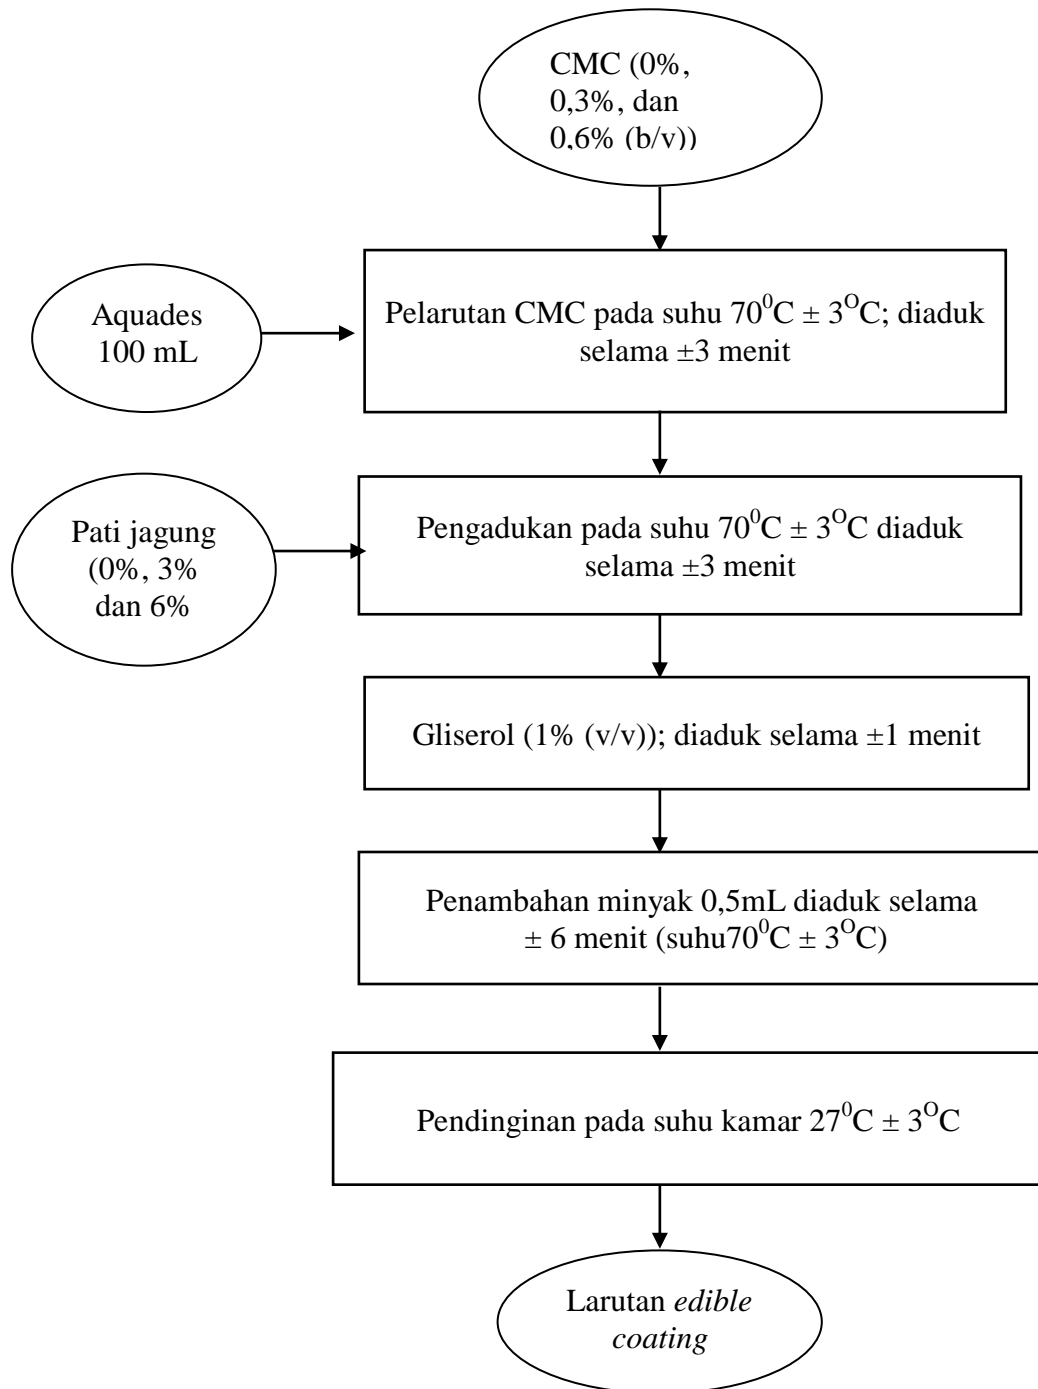 CMC (0%,
0,3%, dan
0,6% (b/v))
Aquades
100 mL
Pelarutan CMC pada suhu 70⁰C ± 3ᴼC; diaduk
selama ±3 menit
Pati jagung
(0%, 3%
dan 6%
Pengadukan pada suhu 70⁰C ± 3ᴼC diaduk
selama ±3 menit
Gliserol (1% (v/v)); diaduk selama ±1 menit
Penambahan minyak 0,5mL diaduk selama
± 6 menit (suhu70⁰C ± 3ᴼC)
Pendinginan pada suhu kamar 27⁰C ± 3ᴼC
Larutan edible
coating